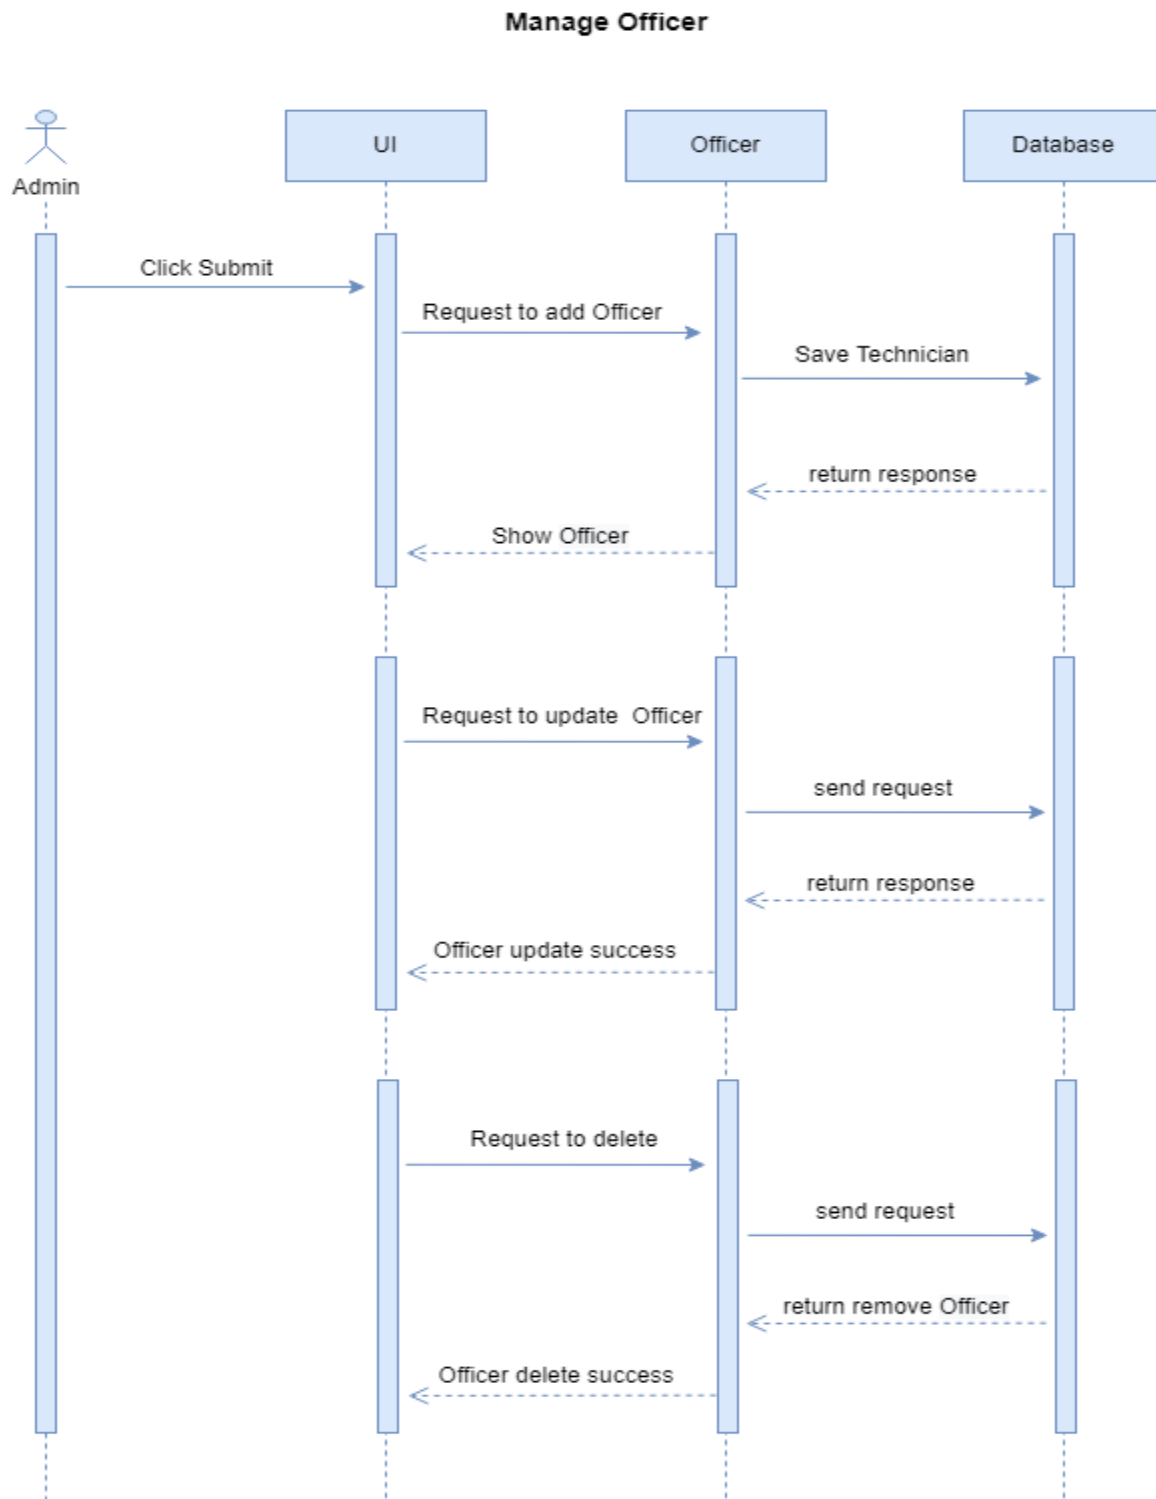 Manage Officer
Admin
UI
Officer
Database
Click Submit
Request to add Officer
Save Technician
return response
Show Officer
Request to update  Officer
send request
return response
Officer update success
Request to delete
send request
return remove Officer
Officer delete success